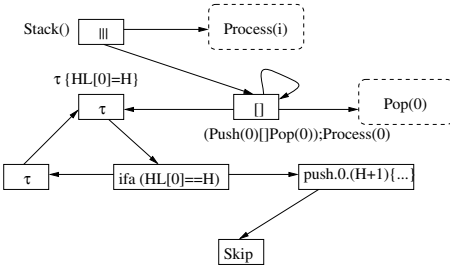 Stack()
|||
Process(i)
τ{HL[0]=H}
τ
[]
Pop(0)
(Push(0)[]Pop(0));Process(0)
τ
ifa (HL[0]==H)
push.0.(H+1){...}
Skip